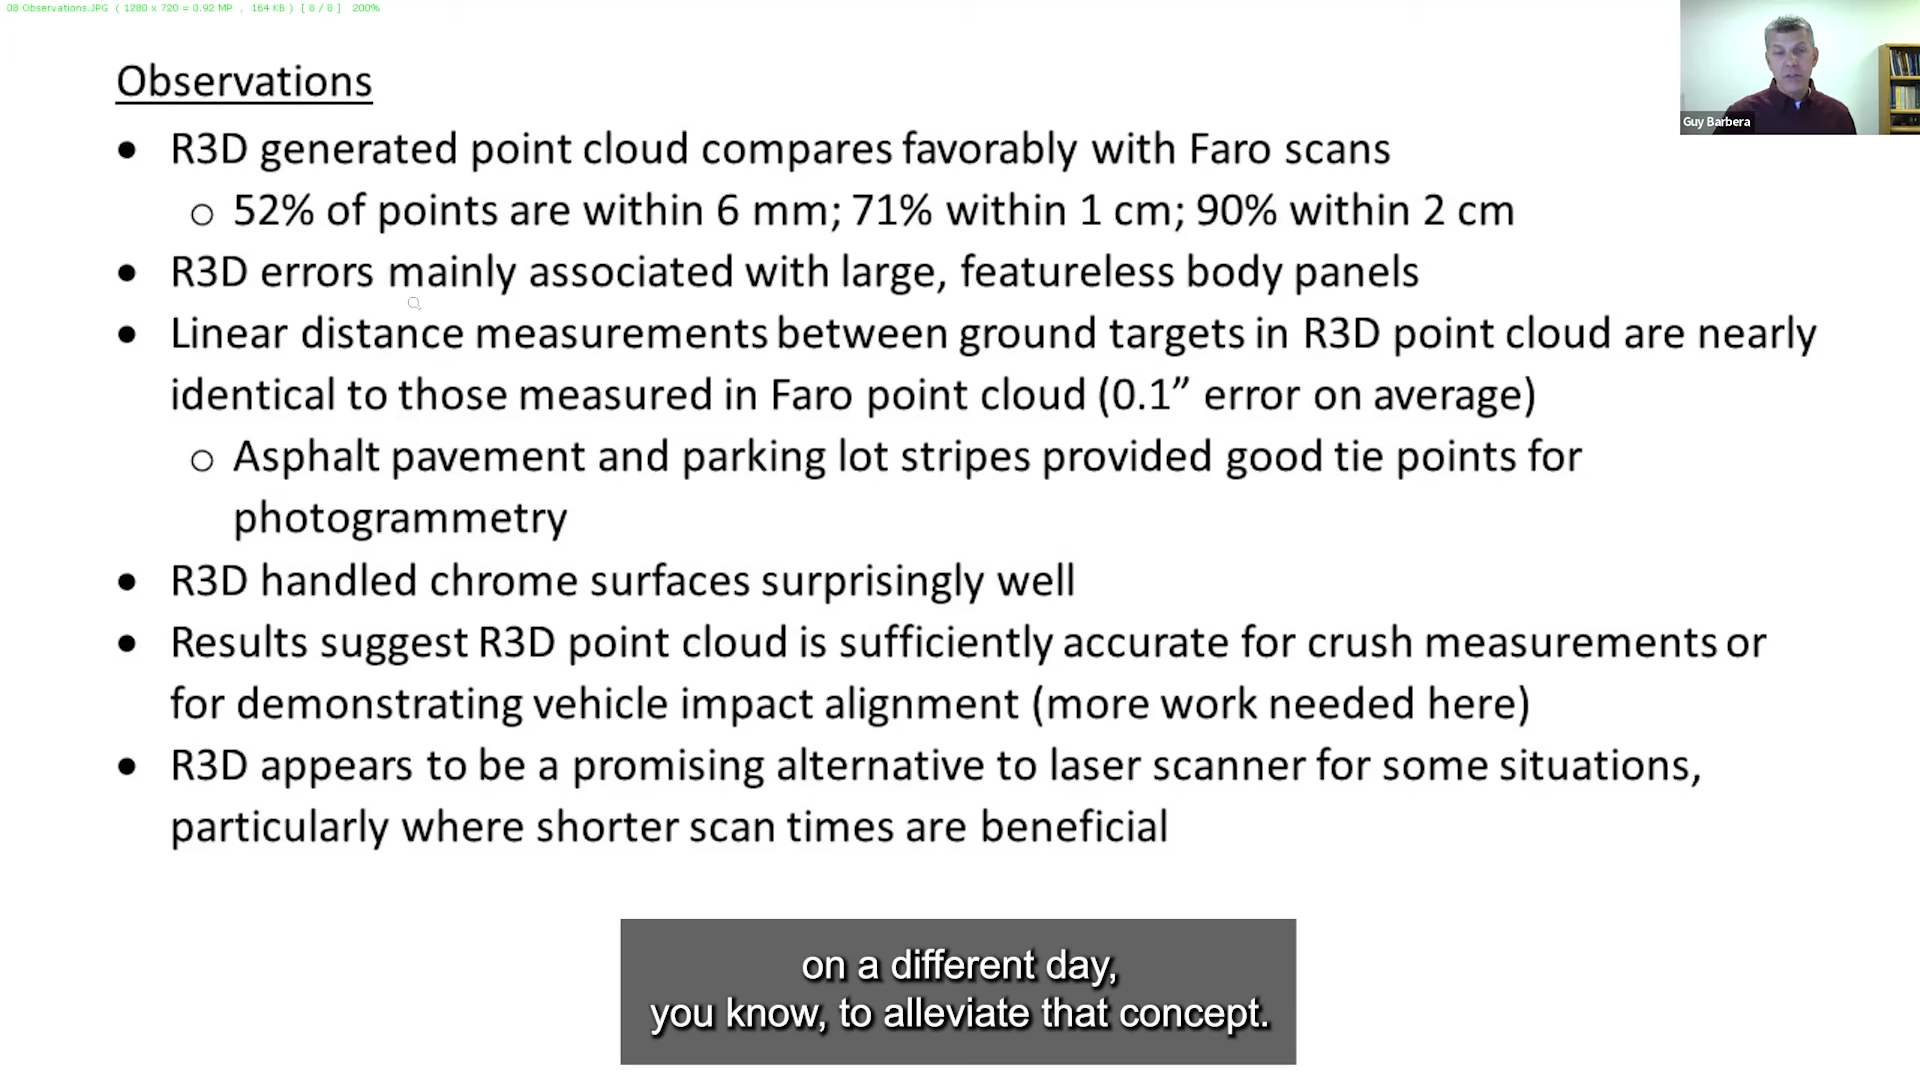 08 Observations.JPG ( 1280 x 720 = 0.92 MP , 164 KB ) [ 8 / 8 ] 200%
Guy Barbera
Observations
• R3D generated point cloud compares favorably with Faro scans
o 52% of points are within 6 mm; 71% within 1 cm; 90% within 2 cm
• R3D errors mainly associated with large, featureless body panels
• Linear distance measurements between ground targets in R3D point cloud are nearly
identical to those measured in Faro point cloud (0.1” error on average)
o Asphalt pavement and parking lot stripes provided good tie points for
photogrammetry
• R3D handled chrome surfaces surprisingly well
• Results suggest R3D point cloud is sufficiently accurate for crush measurements or
for demonstrating vehicle impact alignment (more work needed here)
• R3D appears to be a promising alternative to laser scanner for some situations,
particularly where shorter scan times are beneficial
on a different day,
you know, to alleviate that concept.